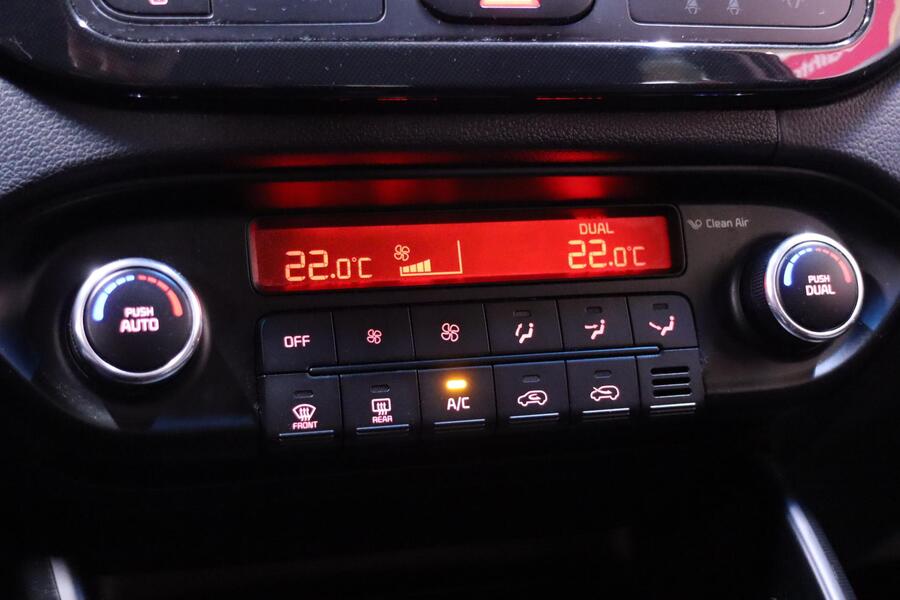 DUAL
22.0°C
22.0°C
Clean Air
PUSH
AUTO
PUSH
DUAL
OFF
FRONT
REAR
A/C